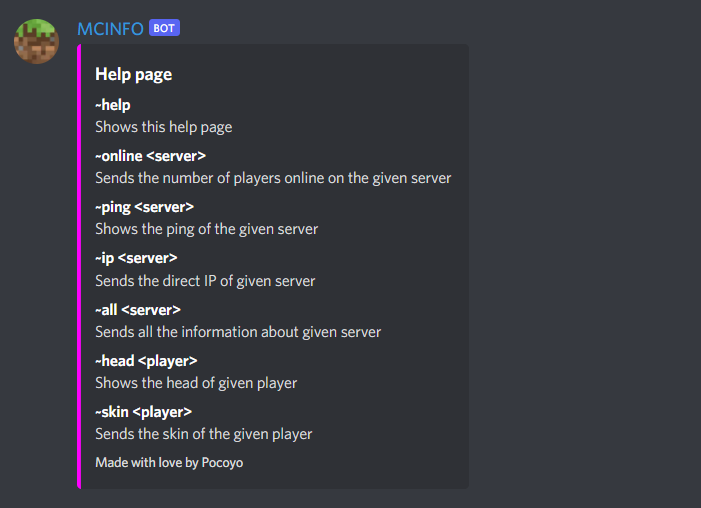 MCINFO BOT
Help page
~help
Shows this help page
~online <server>
Sends the number of players online on the given server
~ping <server>
Shows the ping of the given server
~ip <server>
Sends the direct IP of given server
~all <server>
Sends all the information about given server
~head <player>
Shows the head of given player
~skin <player>
Sends the skin of the given player
Made with love by Pocoyo